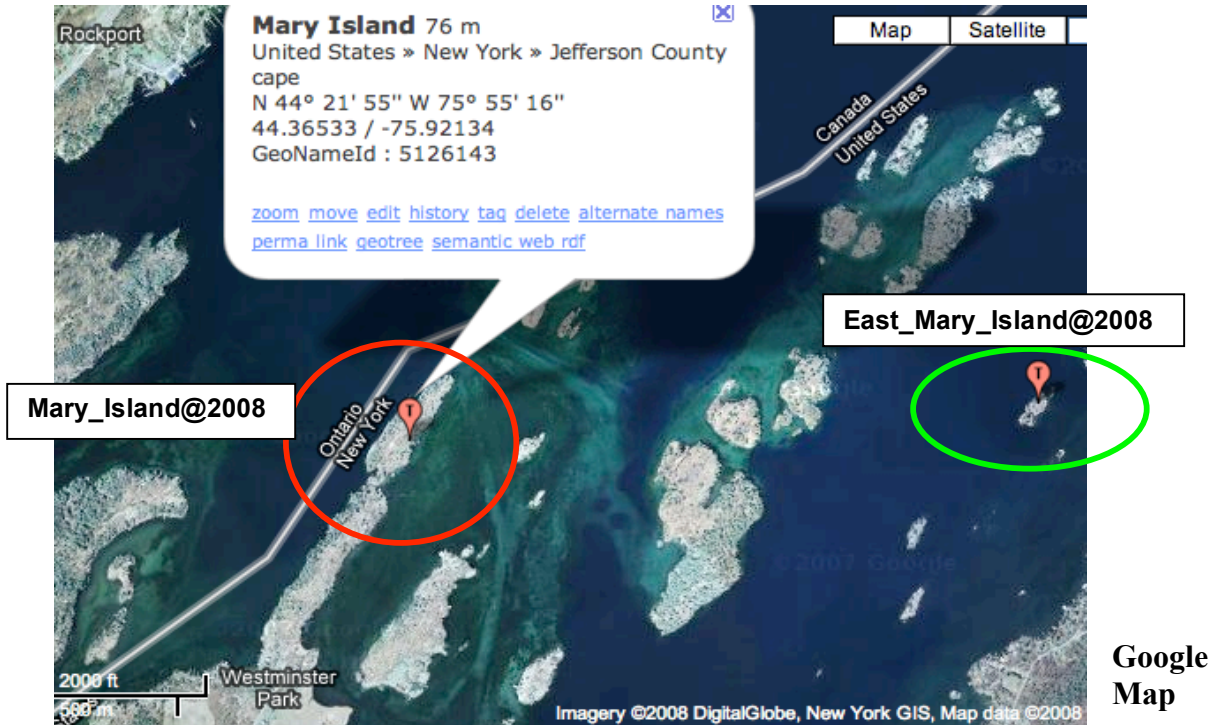 Rockport
Mary Island 76 m
United States » New York » Jefferson County
cape
N 44° 21' 55'' W 75° 55' 16''
44.36533 / -75.92134
GeoNameId : 5126143
zoom move edit history tag delete alternate names
perma link geotree semantic web rdf
Map Satellite
Canada
United States
East_Mary_Island@2008
Mary_Island@2008
T
T
Ontario
New York
©2007 Google
2000 ft
500 m
Westminster
Park
Imagery ©2008 DigitalGlobe, New York GIS, Map data ©2008
Google
Map